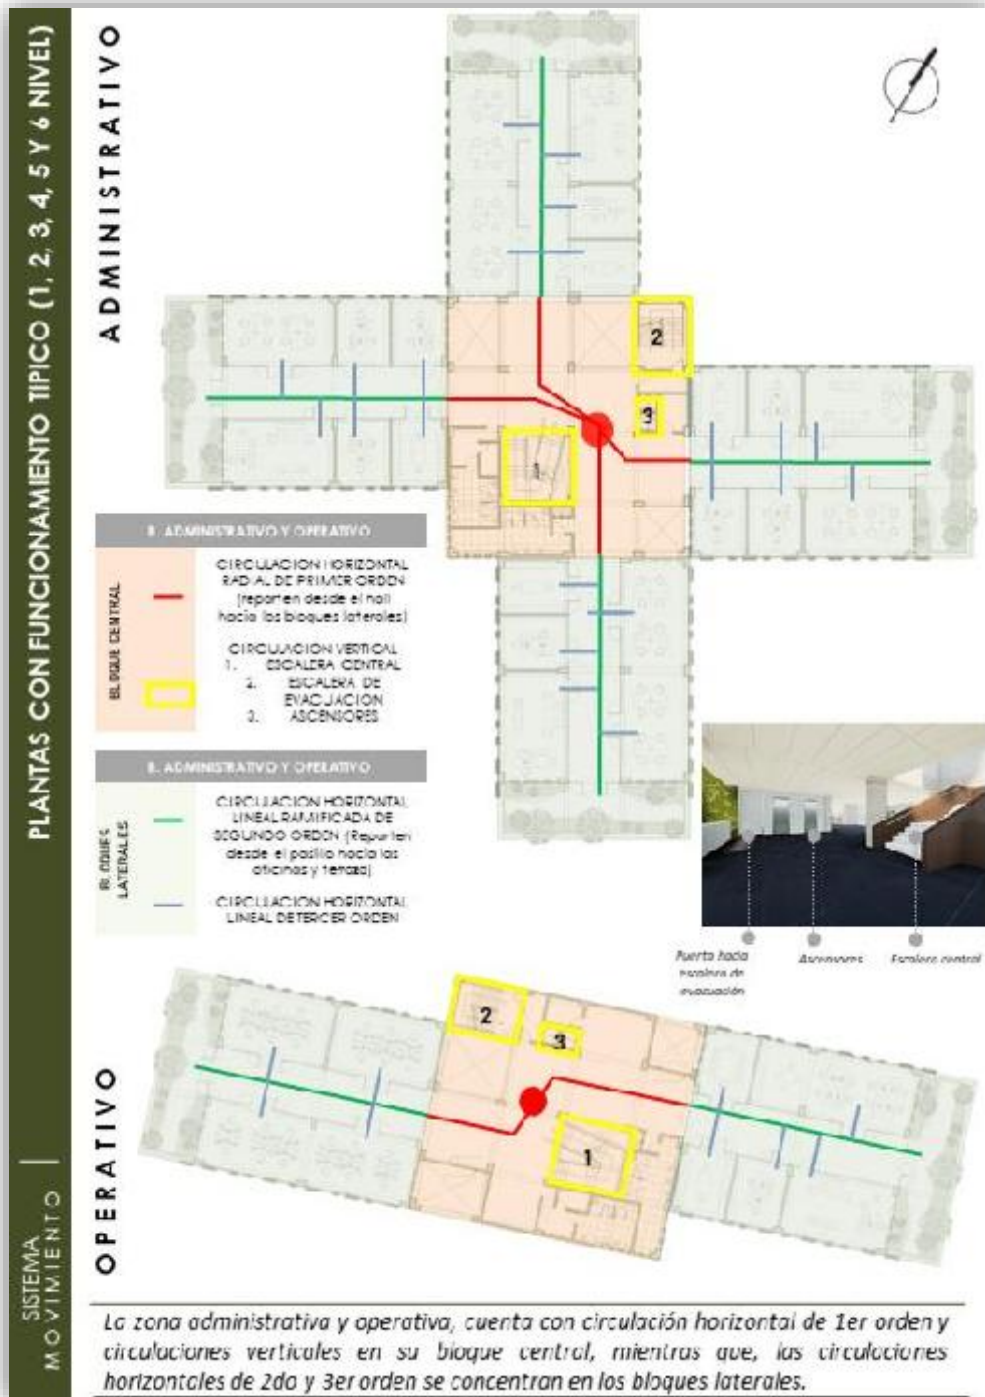 PLANTAS CON FUNCIONAMIENTO TIPICO (1, 2, 3, 4, 5 Y 6 NIVEL)
SISTEMA
MOVIMIENTO
ADMINISTRATIVO
2
3
1
B. ADMINISTRATIVO Y OPERATIVO
BLOQUE CENTRAL
CIRCULACION HORIZONTAL
RADIAL DE PRIMER ORDEN
(reparten desde el hall
hacia los bloques laterales)
CIRCULACION VERTICAL
1. ESCALERA CENTRAL
2. ESCALERA DE
EVACUACION
3. ASCENSORES
B. ADMINISTRATIVO Y OPERATIVO
BLOQUES
LATERALES
CIRCULACION HORIZONTAL
LINEAL RAMIFICADA DE
SEGUNDO ORDEN (Reparten
desde el pasillo hacia las
oficinas y terraza)
CIRCULACION HORIZONTAL
LINEAL DE TERCER ORDEN
Puerta hacia
escalera de
evacuación
Ascensores
Escalera central
OPERATIVO
2
3
1
La zona administrativa y operativa, cuenta con circulación horizontal de 1er orden y
circulaciones verticales en su bloque central, mientras que, las circulaciones
horizontales de 2do y 3er orden se concentran en los bloques laterales.